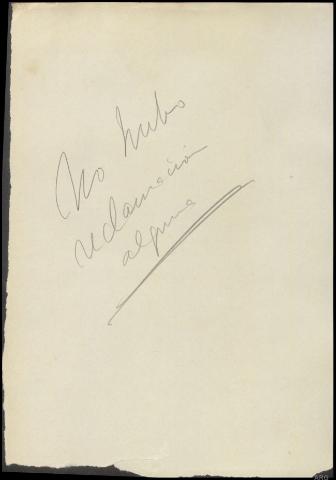 No hubo
reclamación
alguna